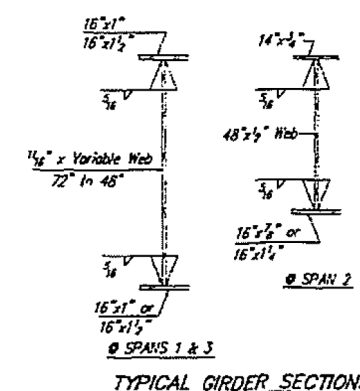 16"x1"
16"x1½"
5/16
11/16" x Variable Web
72" to 48"
5/16
16"x1" or
16"x1½"
@ SPANS 1 & 3
14"x¾"
5/16
48"x½" Web
5/16
16"x⅞" or
16"x1¼"
@ SPAN 2
TYPICAL GIRDER SECTION